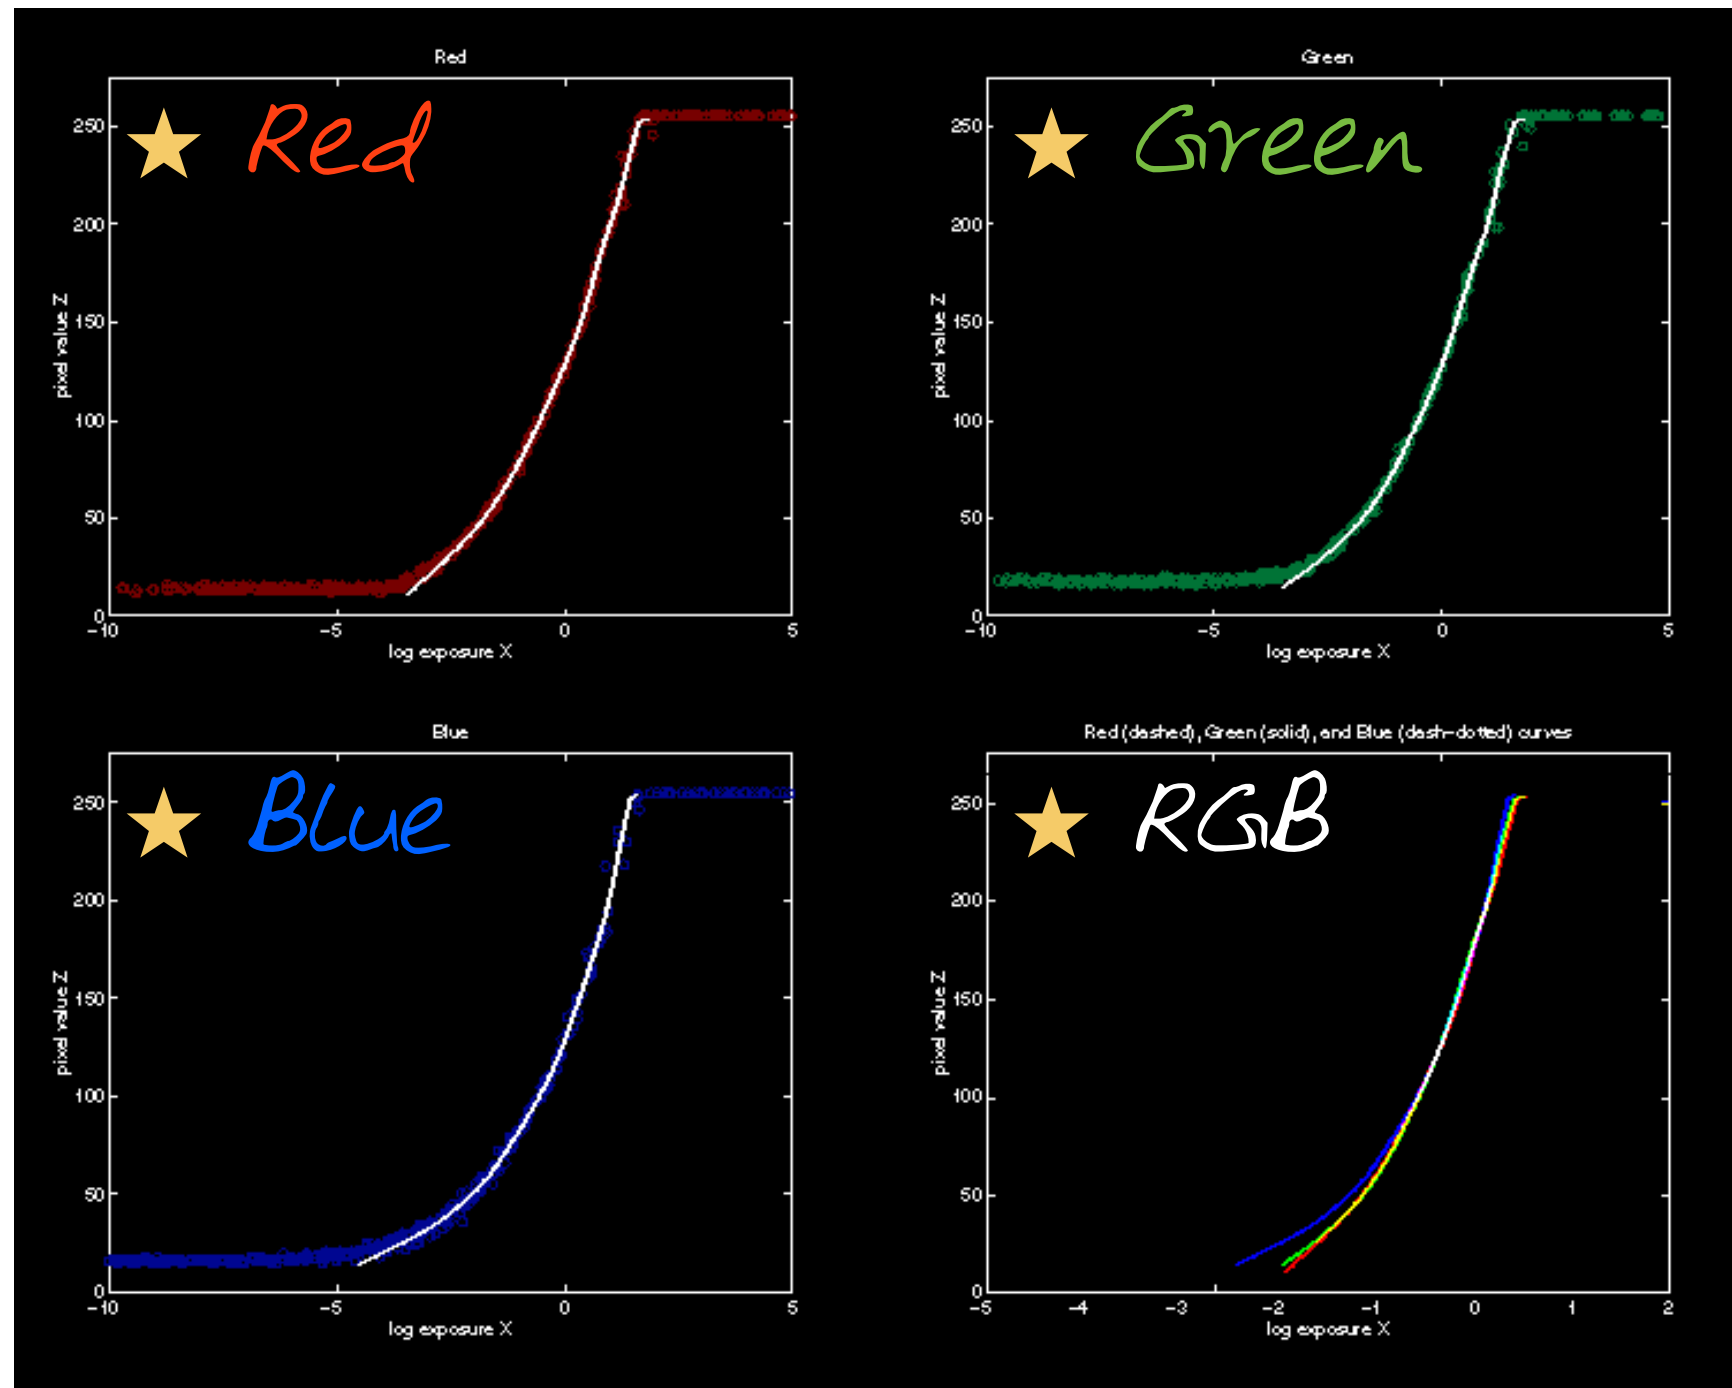 Red
Green
Red
Green
250
200
150
100
50
0
pixel value Z
-10
-5
0
5
log exposure X
250
200
150
100
50
0
pixel value Z
-10
-5
0
5
log exposure X
Blue
Red (dashed), Green (solid), and Blue (dash-dotted) curves
Blue
RGB
250
200
150
100
50
0
pixel value Z
-10
-5
0
5
log exposure X
250
200
150
100
50
0
pixel value Z
-5
-4
-3
-2
-1
0
1
2
log exposure X